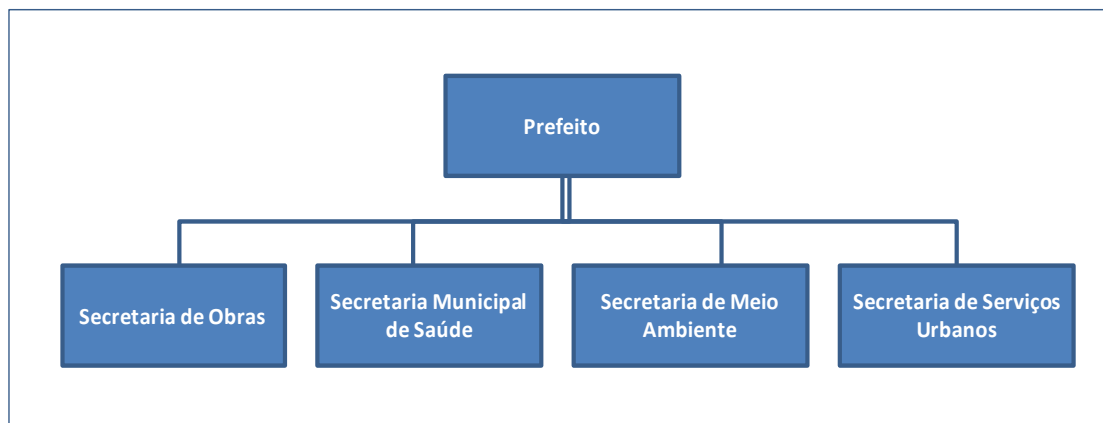 Prefeito
Secretaria de Obras
Secretaria Municipal
de Saúde
Secretaria de Meio
Ambiente
Secretaria de Serviços
Urbanos